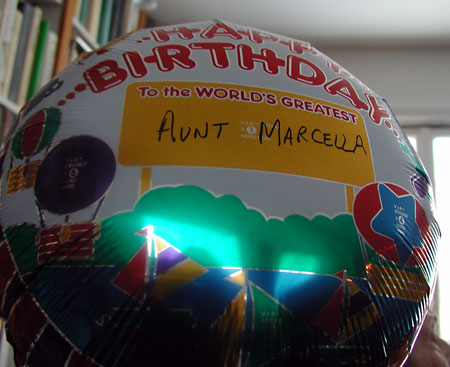 HAPPY
BIRTHDAY
To the WORLD'S GREATEST
AUNT MARCELLA